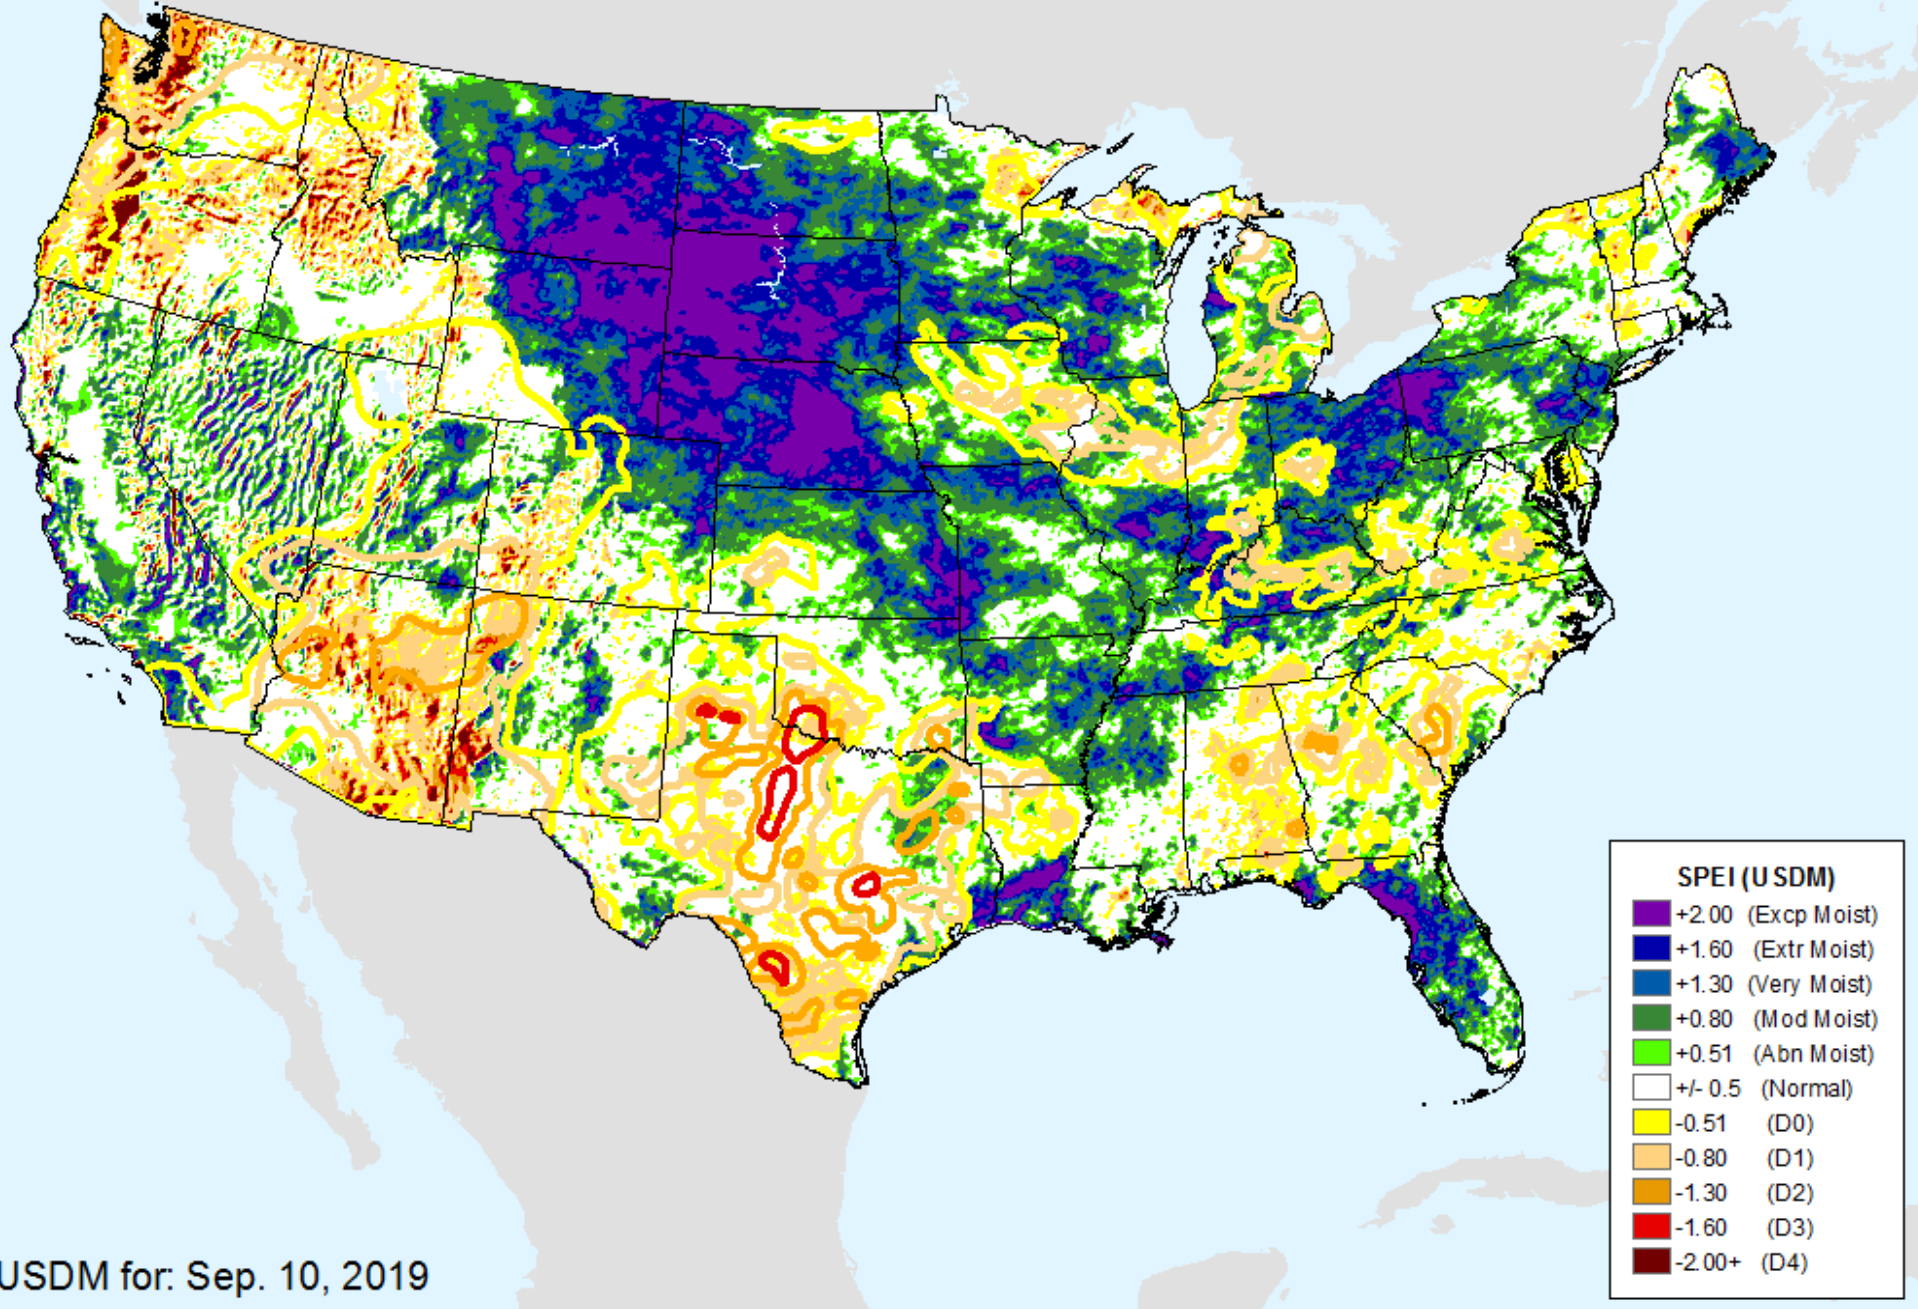 SPEI (USDM)
+2.00 (Excp Moist)
+1.60 (Extr Moist)
+1.30 (Very Moist)
+0.80 (Mod Moist)
+0.51 (Abn Moist)
+/- 0.5 (Normal)
-0.51 (D0)
-0.80 (D1)
-1.30 (D2)
-1.60 (D3)
-2.00+ (D4)
USDM for: Sep. 10, 2019